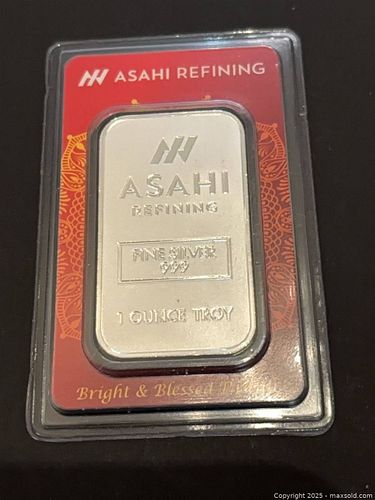 ASAHI REFINING
ASAHI
REFINING
FINE SILVER
999
1 OUNCE TROY
Bright & Blessed
Copyright © 2025 - maxsold.com